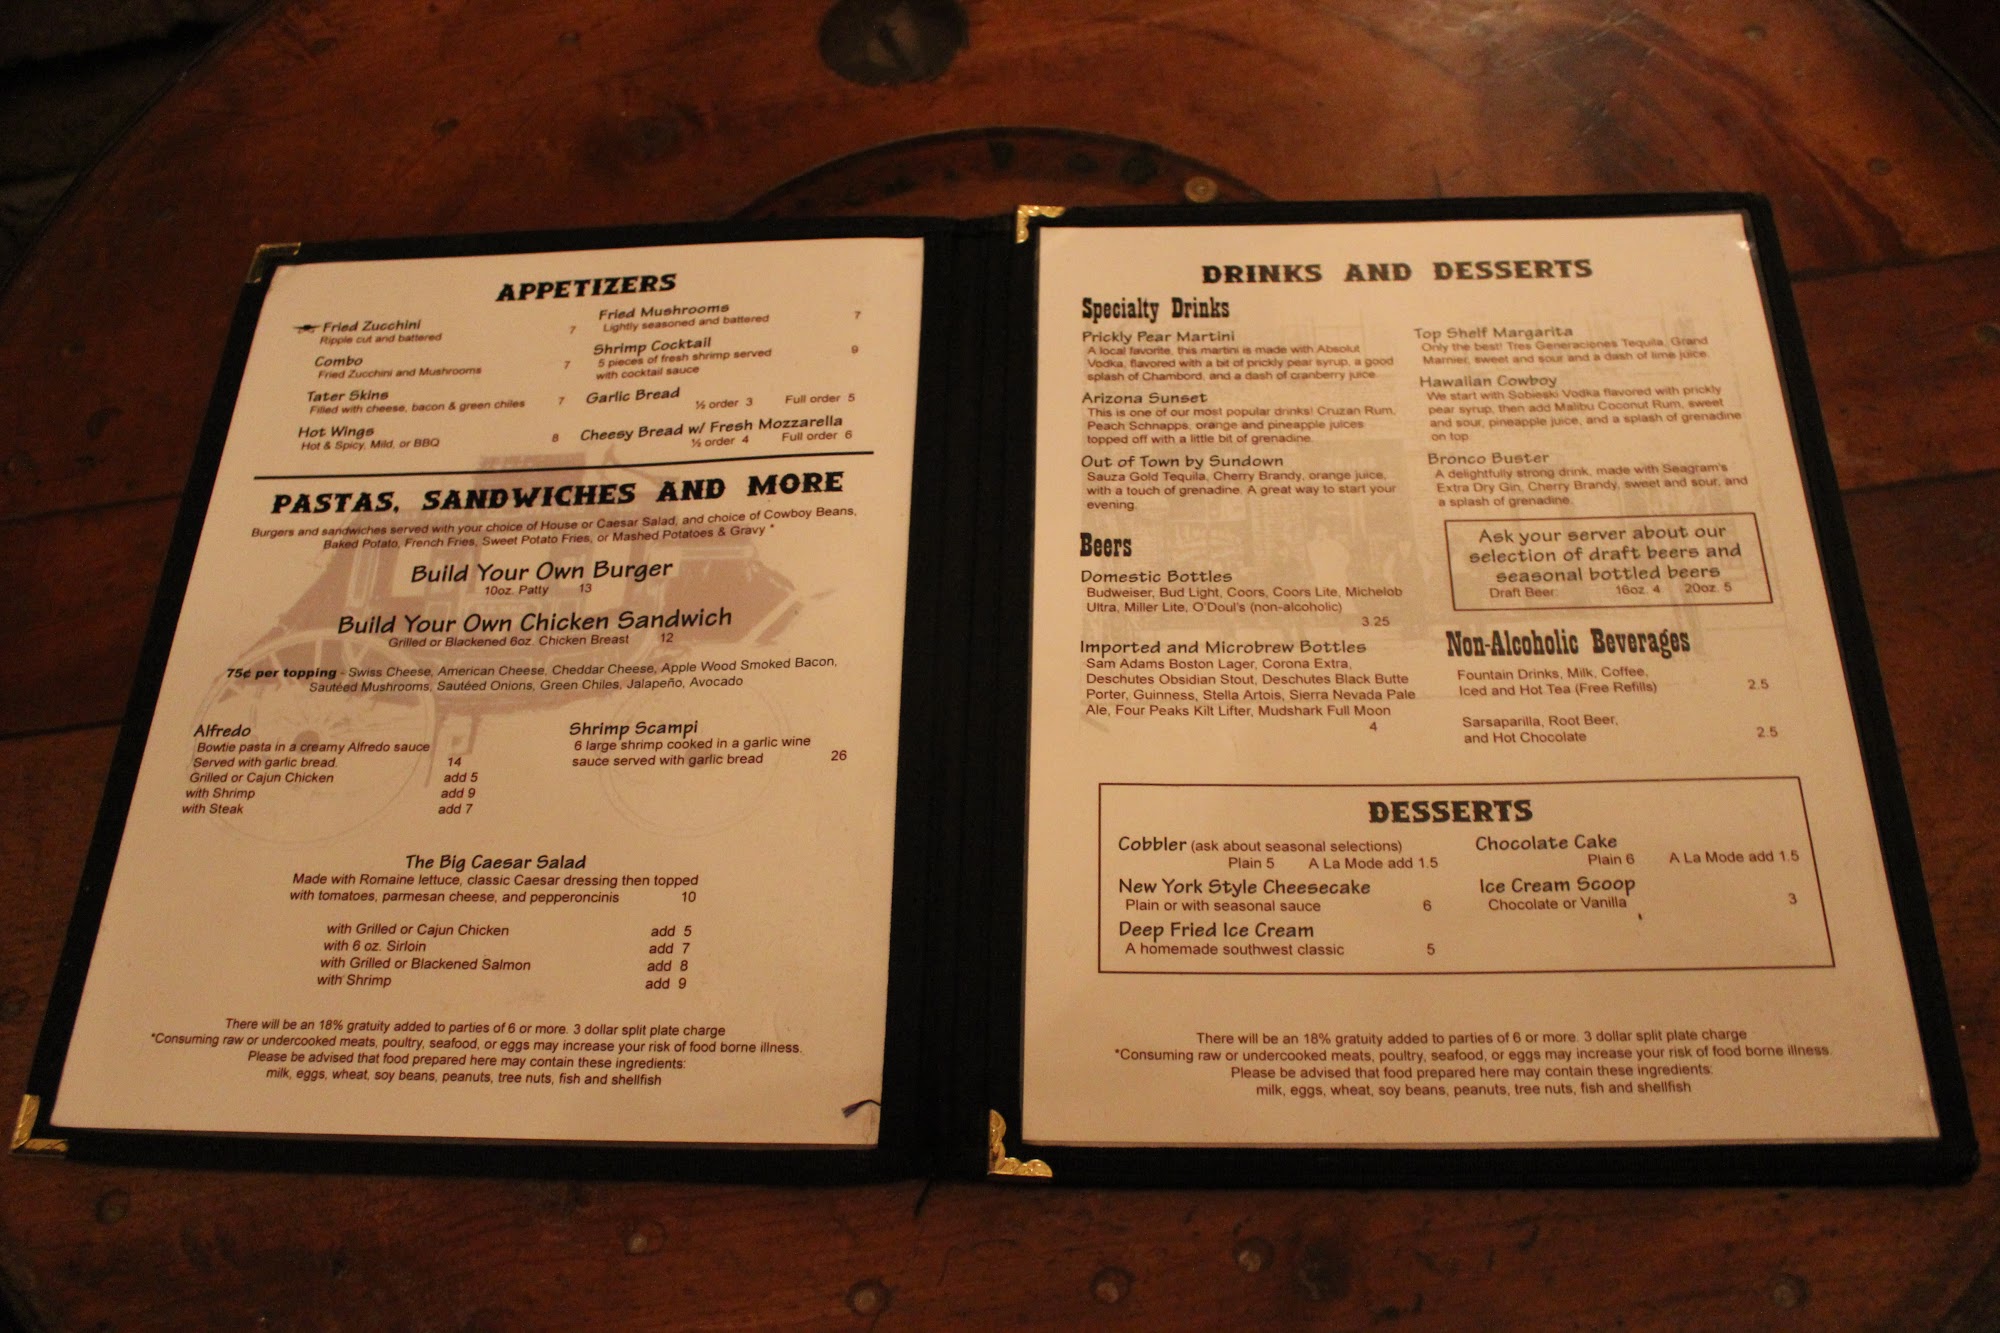 APPETIZERS
Fried Zucchini
Ripple cut and battered 7
Combo
Fried Zucchini and Mushrooms 7
Tater Skins
Filled with cheese, bacon & green chiles 7
Hot Wings
Hot & Spicy, Mild, or BBQ 8
Fried Mushrooms
Lightly seasoned and battered 7
Shrimp Cocktail
5 pieces of fresh shrimp served 9
with cocktail sauce
Garlic Bread
½ order 3 Full order 5
Cheesy Bread w/ Fresh Mozzarella
½ order 4 Full order 6
PASTAS, SANDWICHES AND MORE
Burgers and sandwiches served with your choice of House or Caesar Salad, and choice of Cowboy Beans,
Baked Potato, French Fries, Sweet Potato Fries, or Mashed Potatoes & Gravy *
Build Your Own Burger
10oz. Patty 13
Build Your Own Chicken Sandwich
Grilled or Blackened 6oz. Chicken Breast 12
75¢ per topping - Swiss Cheese, American Cheese, Cheddar Cheese, Apple Wood Smoked Bacon,
Sautéed Mushrooms, Sautéed Onions, Green Chiles, Jalapeño, Avocado
Alfredo
Bowtie pasta in a creamy Alfredo sauce
Served with garlic bread. 14
Grilled or Cajun Chicken add 5
with Shrimp add 9
with Steak add 7
Shrimp Scampi
6 large shrimp cooked in a garlic wine
sauce served with garlic bread 26
The Big Caesar Salad
Made with Romaine lettuce, classic Caesar dressing then topped
with tomatoes, parmesan cheese, and pepperoncinis 10
with Grilled or Cajun Chicken add 5
with 6 oz. Sirloin add 7
with Grilled or Blackened Salmon add 8
with Shrimp add 9
There will be an 18% gratuity added to parties of 6 or more. 3 dollar split plate charge
*Consuming raw or undercooked meats, poultry, seafood, or eggs may increase your risk of food borne illness.
Please be advised that food prepared here may contain these ingredients:
milk, eggs, wheat, soy beans, peanuts, tree nuts, fish and shellfish
DRINKS AND DESSERTS
Specialty Drinks
Prickly Pear Martini
A local favorite, this martini is made with Absolut
Vodka, flavored with a bit of prickly pear syrup, a good
splash of Chambord, and a dash of cranberry juice.
Arizona Sunset
This is one of our most popular drinks! Cruzan Rum,
Peach Schnapps, orange and pineapple juices
topped off with a little bit of grenadine.
Out of Town by Sundown
Sauza Gold Tequila, Cherry Brandy, orange juice,
with a touch of grenadine. A great way to start your
evening.
Top Shelf Margarita
Only the best! Tres Generaciones Tequila, Grand
Marnier, sweet and sour and a dash of lime juice.
Hawaiian Cowboy
We start with Sobieski Vodka flavored with prickly
pear syrup, then add Malibu Coconut Rum, sweet
and sour, pineapple juice, and a splash of grenadine
on top.
Bronco Buster
A delightfully strong drink, made with Seagram's
Extra Dry Gin, Cherry Brandy, sweet and sour, and
a splash of grenadine.
Beers
Domestic Bottles
Budweiser, Bud Light, Coors, Coors Lite, Michelob
Ultra, Miller Lite, O'Doul's (non-alcoholic)
3.25
Imported and Microbrew Bottles
Sam Adams Boston Lager, Corona Extra,
Deschutes Obsidian Stout, Deschutes Black Butte
Porter, Guinness, Stella Artois, Sierra Nevada Pale
Ale, Four Peaks Kilt Lifter, Mudshark Full Moon
4
Ask your server about our
selection of draft beers and
seasonal bottled beers
Draft Beer: 16oz. 4 20oz. 5
Non-Alcoholic Beverages
Fountain Drinks, Milk, Coffee,
Iced and Hot Tea (Free Refills) 2.5
Sarsaparilla, Root Beer,
and Hot Chocolate 2.5
DESSERTS
Cobbler (ask about seasonal selections)
Plain 5 A La Mode add 1.5
New York Style Cheesecake
Plain or with seasonal sauce 6
Deep Fried Ice Cream
A homemade southwest classic 5
Chocolate Cake
Plain 6 A La Mode add 1.5
Ice Cream Scoop
Chocolate or Vanilla 3
There will be an 18% gratuity added to parties of 6 or more. 3 dollar split plate charge
*Consuming raw or undercooked meats, poultry, seafood, or eggs may increase your risk of food borne illness.
Please be advised that food prepared here may contain these ingredients:
milk, eggs, wheat, soy beans, peanuts, tree nuts, fish and shellfish